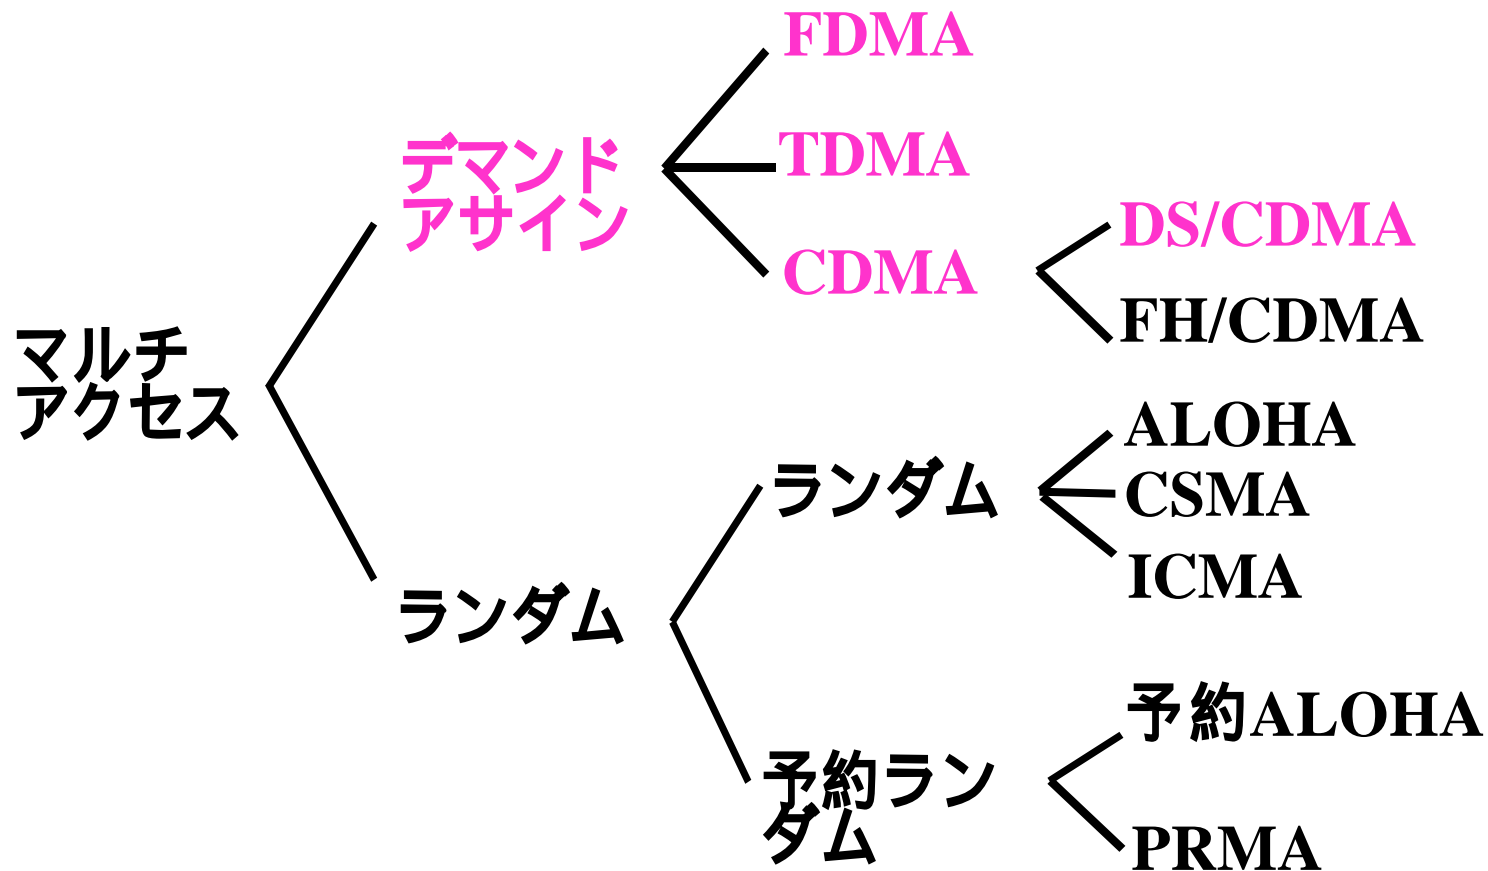 マルチ
アクセス
デマンド
アサイン
FDMA
TDMA
CDMA
DS/CDMA
FH/CDMA
ランダム
ランダム
ALOHA
CSMA
ICMA
予約ラン
ダム
予約ALOHA
PRMA